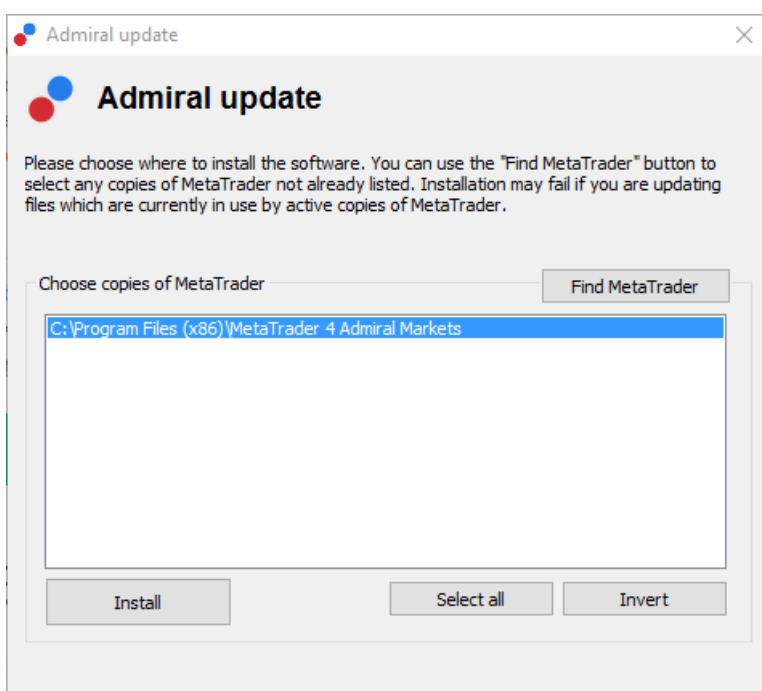 Admiral update
Admiral update
Please choose where to install the software. You can use the "Find MetaTrader" button to
select any copies of MetaTrader not already listed. Installation may fail if you are updating
files which are currently in use by active copies of MetaTrader.
Choose copies of MetaTrader
Find MetaTrader
C:\Program Files (x86)\MetaTrader 4 Admiral Markets
Install
Select all
Invert